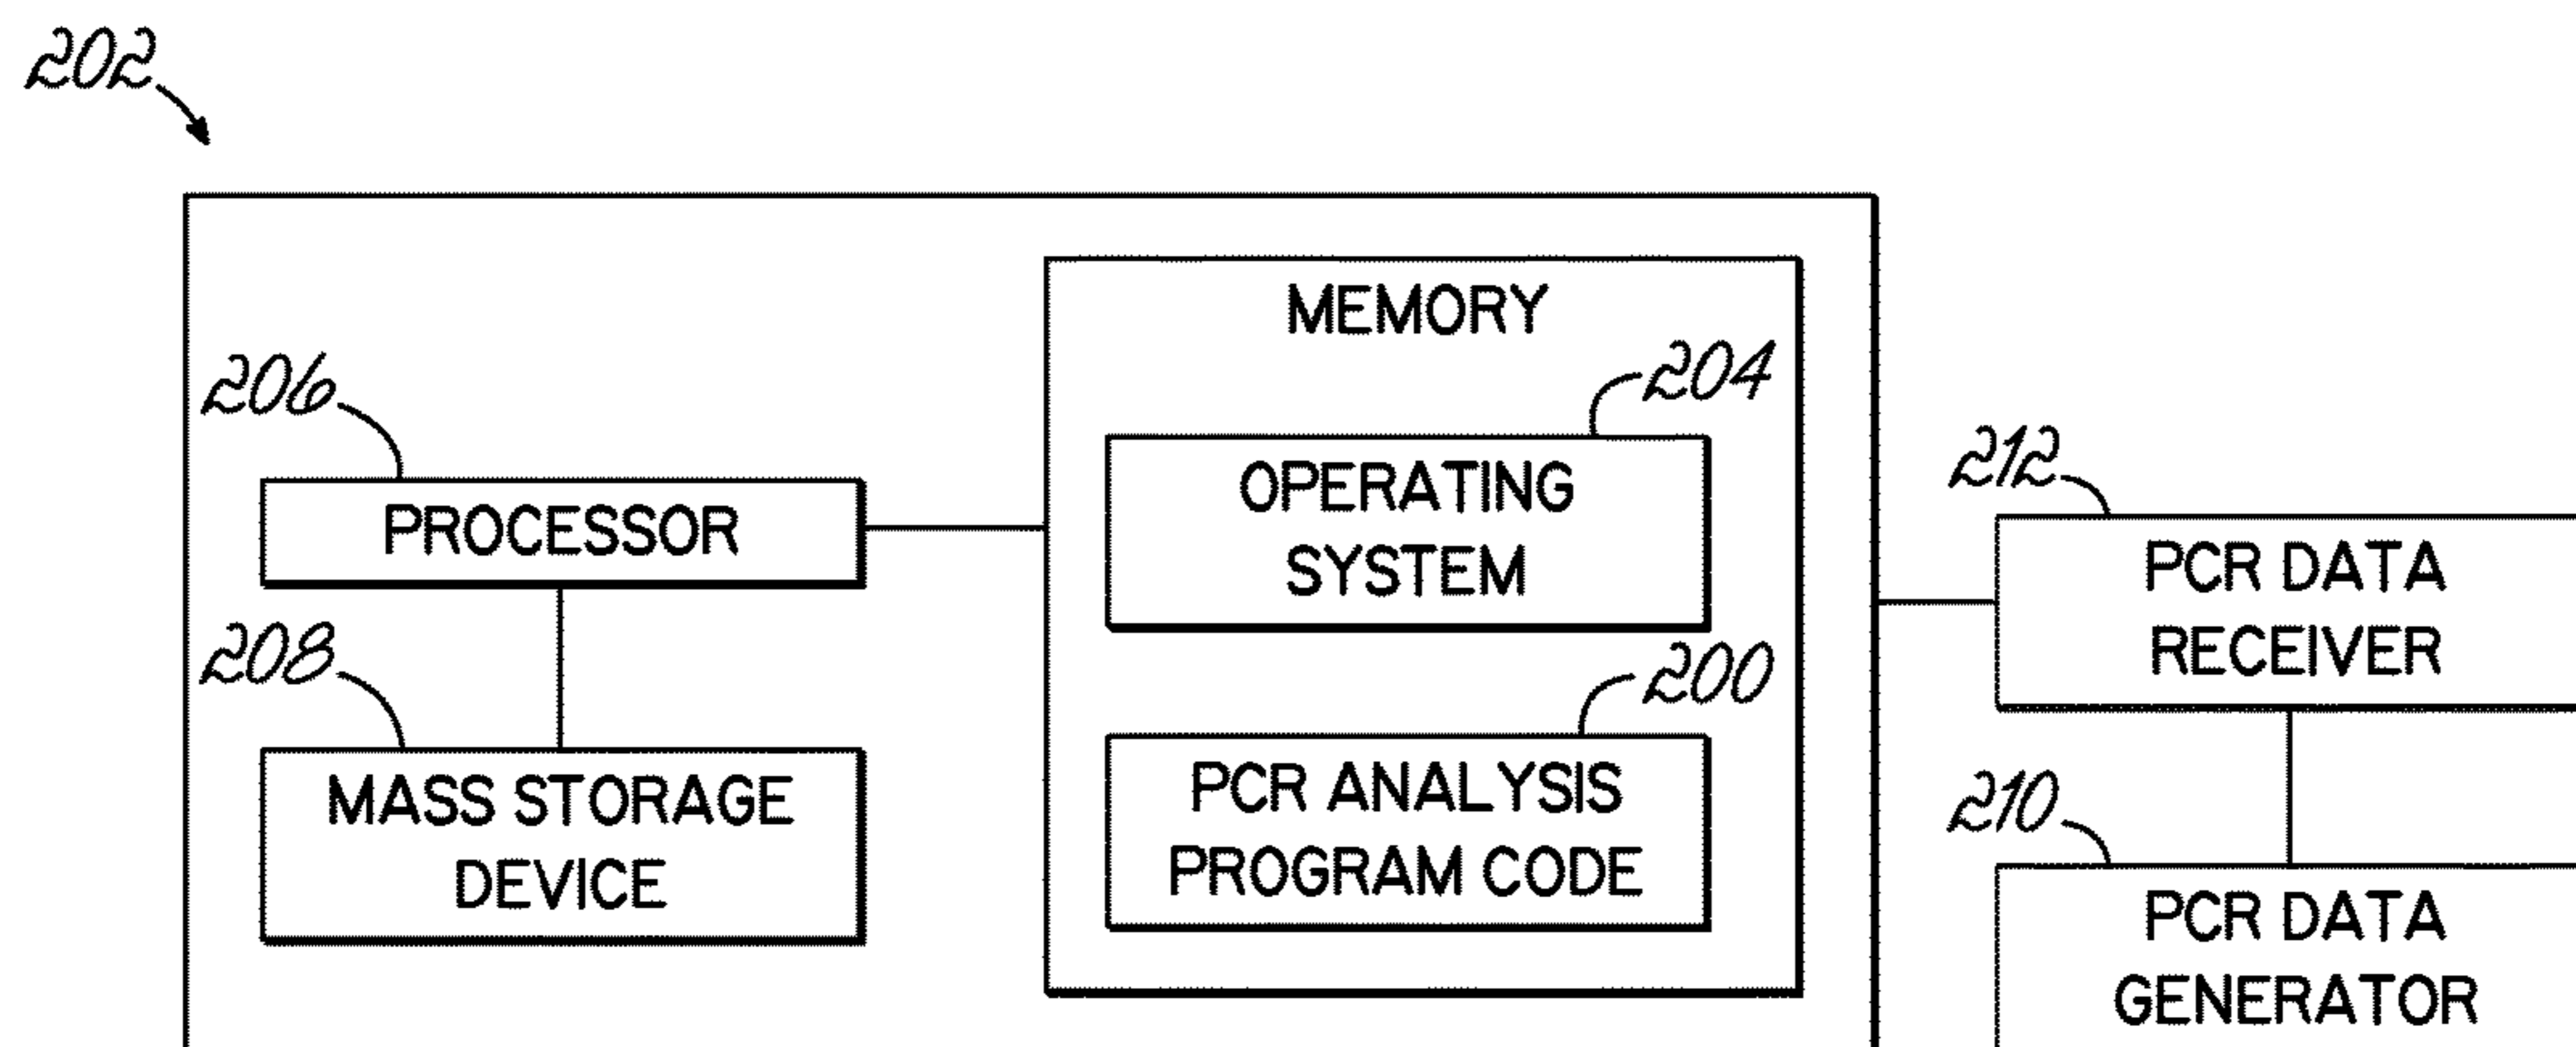 202
MEMORY
204
206
OPERATING
SYSTEM
PROCESSOR
212
PCR DATA
RECEIVER
208
200
MASS STORAGE
DEVICE
PCR ANALYSIS
PROGRAM CODE
210
PCR DATA
GENERATOR